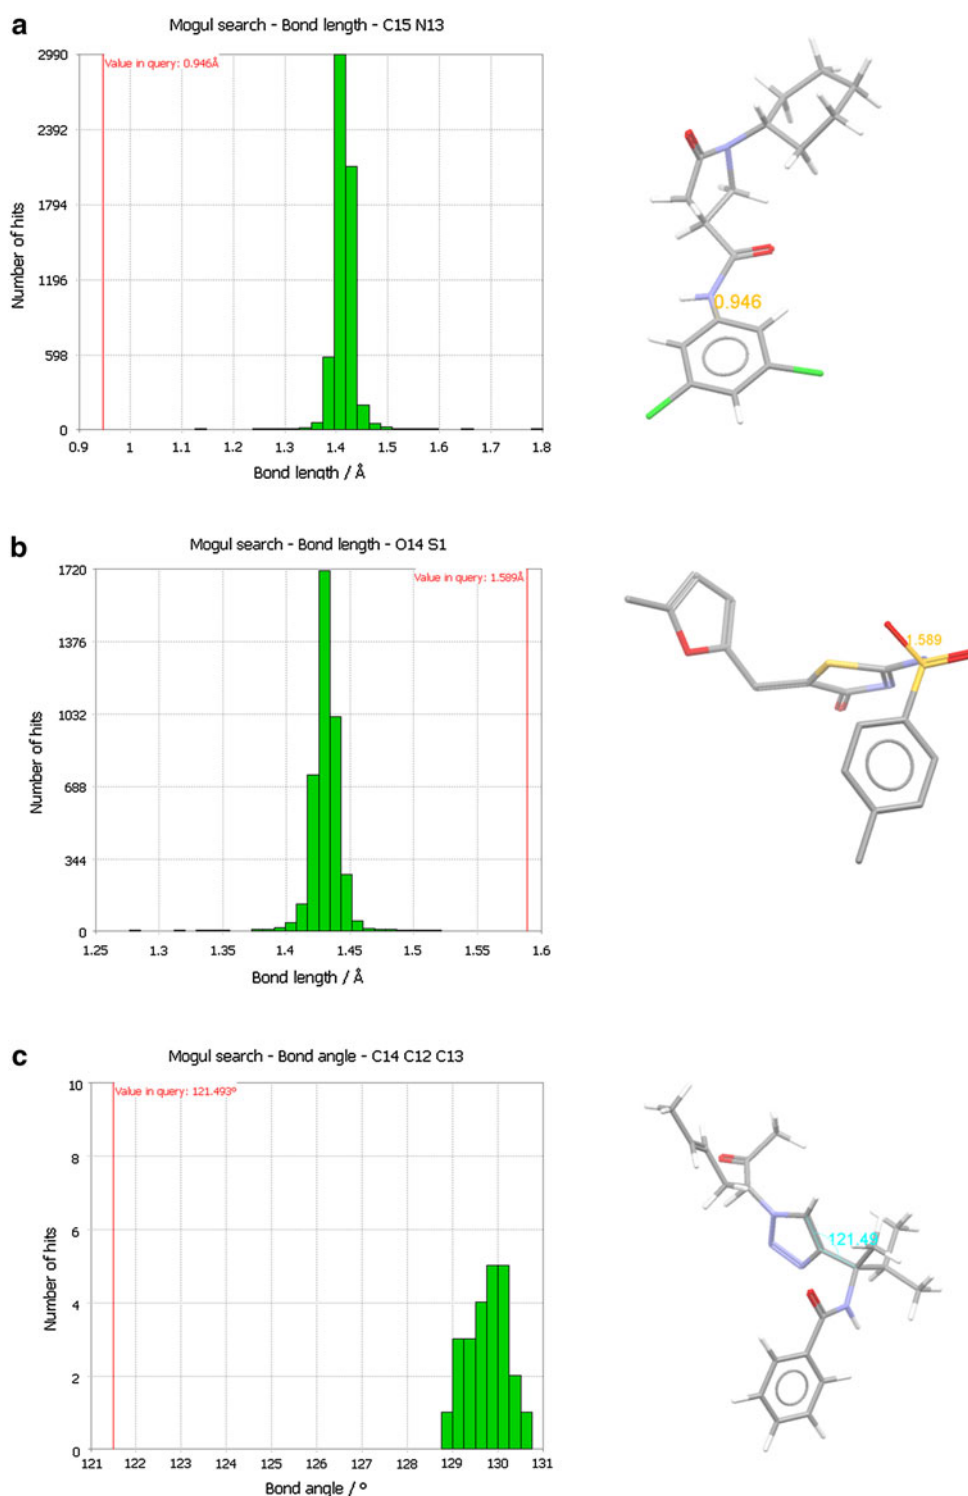 a
Mogul search - Bond length - C15 N13
2990
2392
1794
1196
598
0
Number of hits
Value in query: 0.946Å
0.9 1 1.1 1.2 1.3 1.4 1.5 1.6 1.7 1.8
Bond length / Å
0.946
b
Mogul search - Bond length - O14 S1
1720
1376
1032
688
344
0
Number of hits
Value in query: 1.589Å
1.25 1.3 1.35 1.4 1.45 1.5 1.55 1.6
Bond length / Å
1.589
c
Mogul search - Bond angle - C14 C12 C13
10
8
6
4
2
0
Number of hits
Value in query: 121.493º
121 122 123 124 125 126 127 128 129 130 131
Bond angle / º
121.49